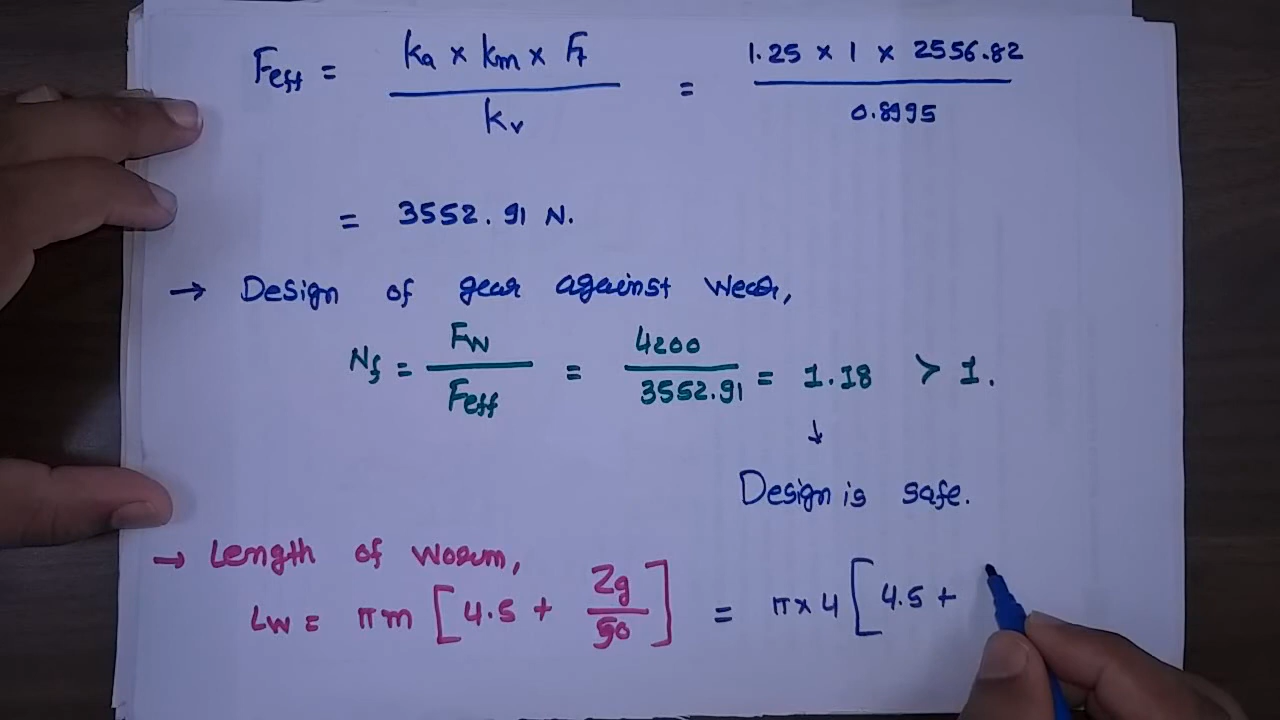 Feff = ka × km × Ft / kv = 1.25 × 1 × 2556.82 / 0.8995
= 3552.91 N.
→ Design of gear against wear,
Nf = FW / Feff = 4200 / 3552.91 = 1.18 > 1.
↓
Design is safe.
→ Length of worm,
LW = πm [4.5 + Zg / 50] = π×4 [4.5 +